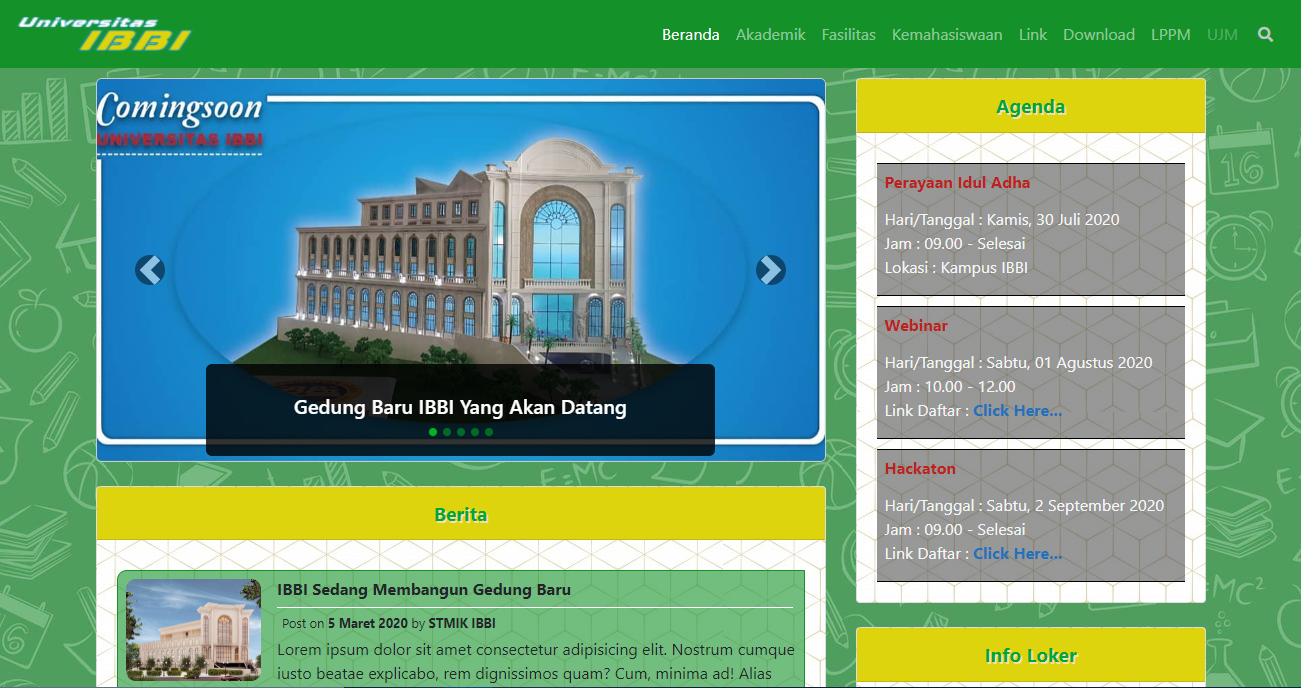 Universitas
IBBI
Beranda Akademik Fasilitas Kemahasiswaan Link Download LPPM UJM
Comingsoon
UNIVERSITAS IBBI
Gedung Baru IBBI Yang Akan Datang
Berita
IBBI Sedang Membangun Gedung Baru
Post on 5 Maret 2020 by STMIK IBBI
Lorem ipsum dolor sit amet consectetur adipisicing elit. Nostrum cumque
iusto beatae explicabo, rem dignissimos quam? Cum, minima ad! Alias
Agenda
Perayaan Idul Adha
Hari/Tanggal : Kamis, 30 Juli 2020
Jam : 09.00 - Selesai
Lokasi : Kampus IBBI
Webinar
Hari/Tanggal : Sabtu, 01 Agustus 2020
Jam : 10.00 - 12.00
Link Daftar : Click Here...
Hackaton
Hari/Tanggal : Sabtu, 2 September 2020
Jam : 09.00 - Selesai
Link Daftar : Click Here...
Info Loker
E=MC²
16
E=MC
MC²
16